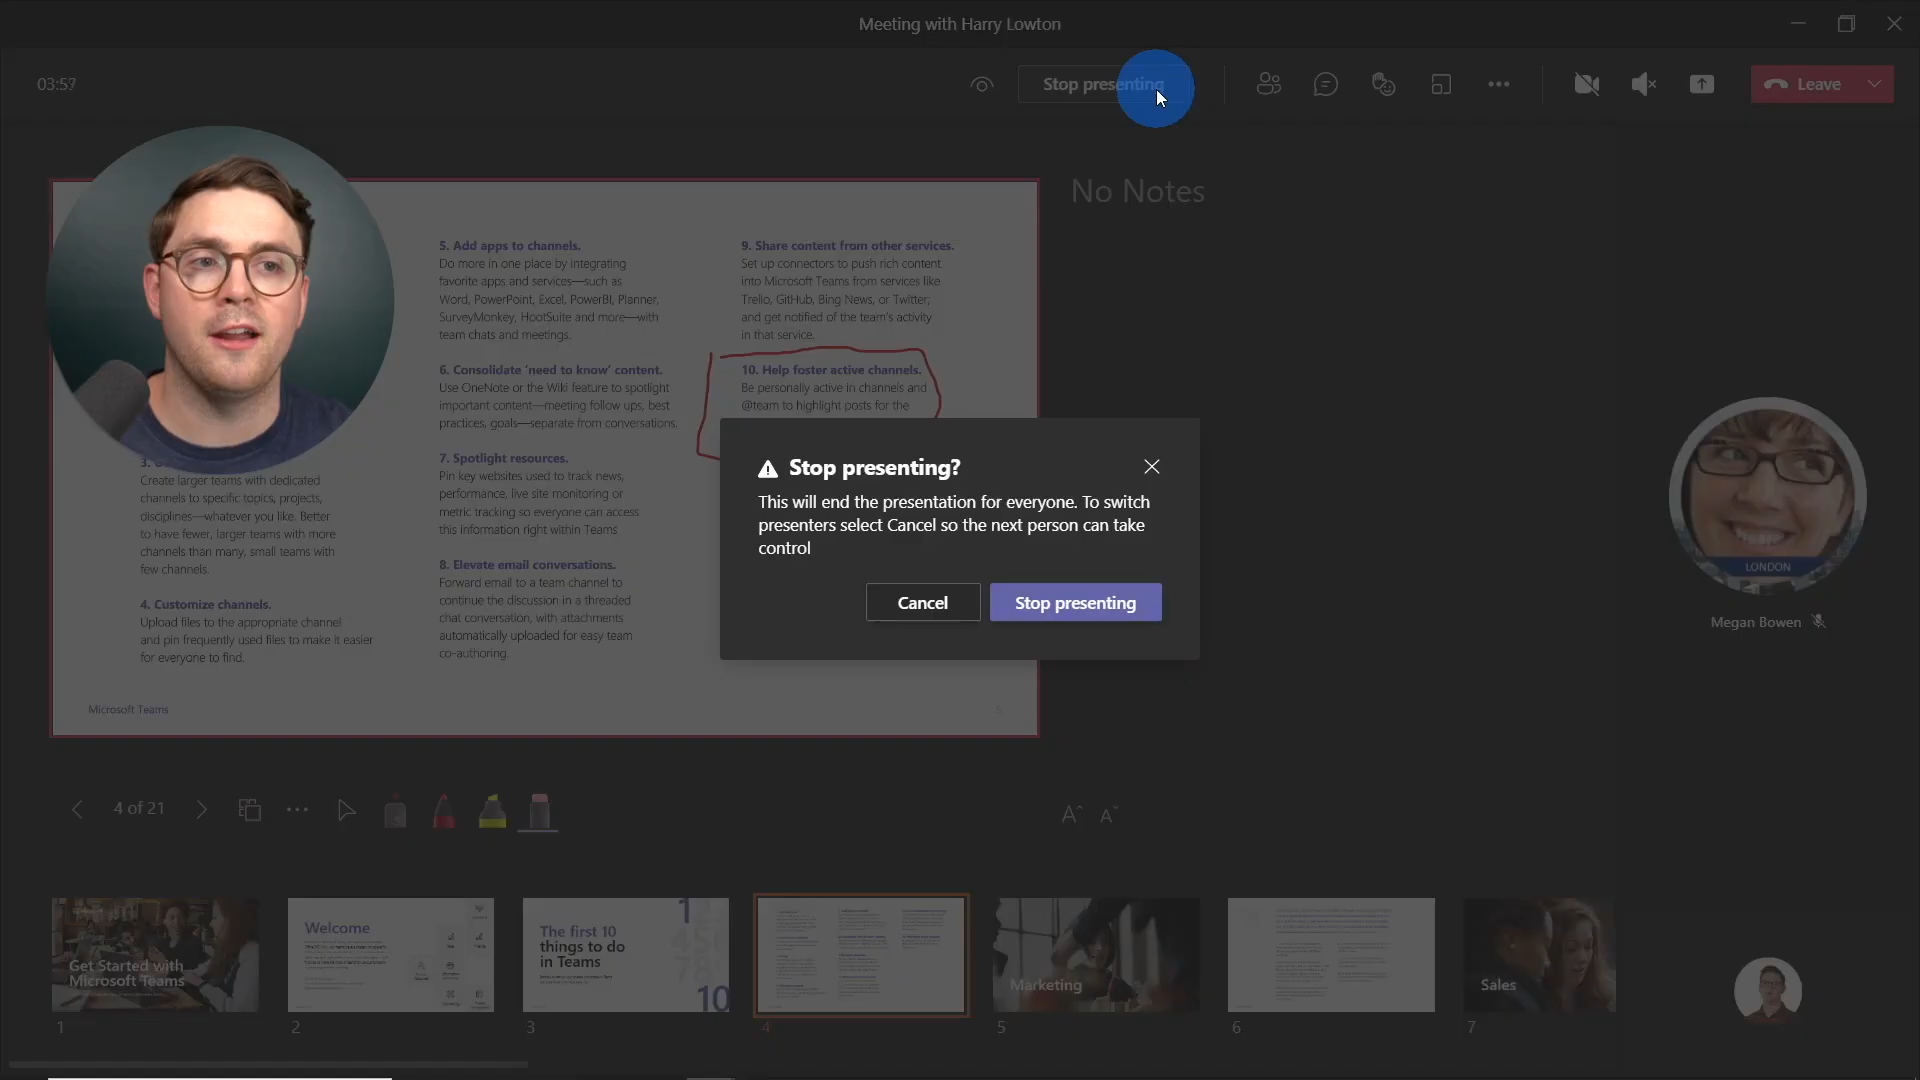 Meeting with Harry Lowton
03:57
Stop presenting
Leave
No Notes
5. Add apps to channels.
Do more in one place by integrating
favorite apps and services—such as
Word, PowerPoint, Excel, PowerBI, Planner,
SurveyMonkey, HootSuite and more—with
team chats and meetings.
6. Consolidate 'need to know' content.
Use OneNote or the Wiki feature to spotlight
important content—meeting follow ups, best
practices, goals—separate from conversations.
7. Spotlight resources.
Pin key websites used to track news,
performance, live site monitoring or
metric tracking so everyone can access
this information right within Teams
8. Elevate email conversations.
Forward email to a team channel to
continue the discussion in a threaded
chat conversation, with attachments
automatically uploaded for easy team
co-authoring.
9. Share content from other services.
Set up connectors to push rich content
into Microsoft Teams from services like
Trello, GitHub, Bing News, or Twitter;
and get notified of the team's activity
in that service.
10. Help foster active channels.
Be personally active in channels and
@team to highlight posts for the
3.
Create larger teams with dedicated
channels to specific topics, projects,
disciplines—whatever you like. Better
to have fewer, larger teams with more
channels than many, small teams with
few channels.
4. Customize channels.
Upload files to the appropriate channel
and pin frequently used files to make it easier
for everyone to find.
Microsoft Teams
5
Stop presenting?
This will end the presentation for everyone. To switch
presenters select Cancel so the next person can take
control
Cancel
Stop presenting
LONDON
Megan Bowen
4 of 21
A^ Aˇ
Get Started with
Microsoft Teams
Welcome
The first 10
things to do
in Teams
1
10
Marketing
Sales
1
2
3
4
5
6
7